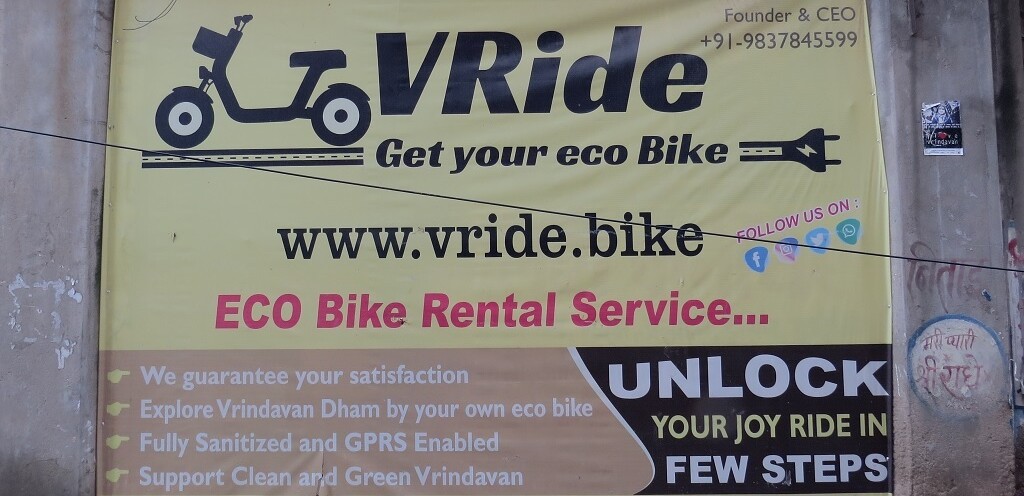 Founder & CEO
+91-9837845599
VRide
Get your eco Bike
www.vride.bike
FOLLOW US ON :
ECO Bike Rental Service...
We guarantee your satisfaction
Explore Vrindavan Dham by your own eco bike
Fully Sanitized and GPRS Enabled
Support Clean and Green Vrindavan
UNLOCK
YOUR JOY RIDE IN
FEW STEPS
Vrindavan
श्री राधे